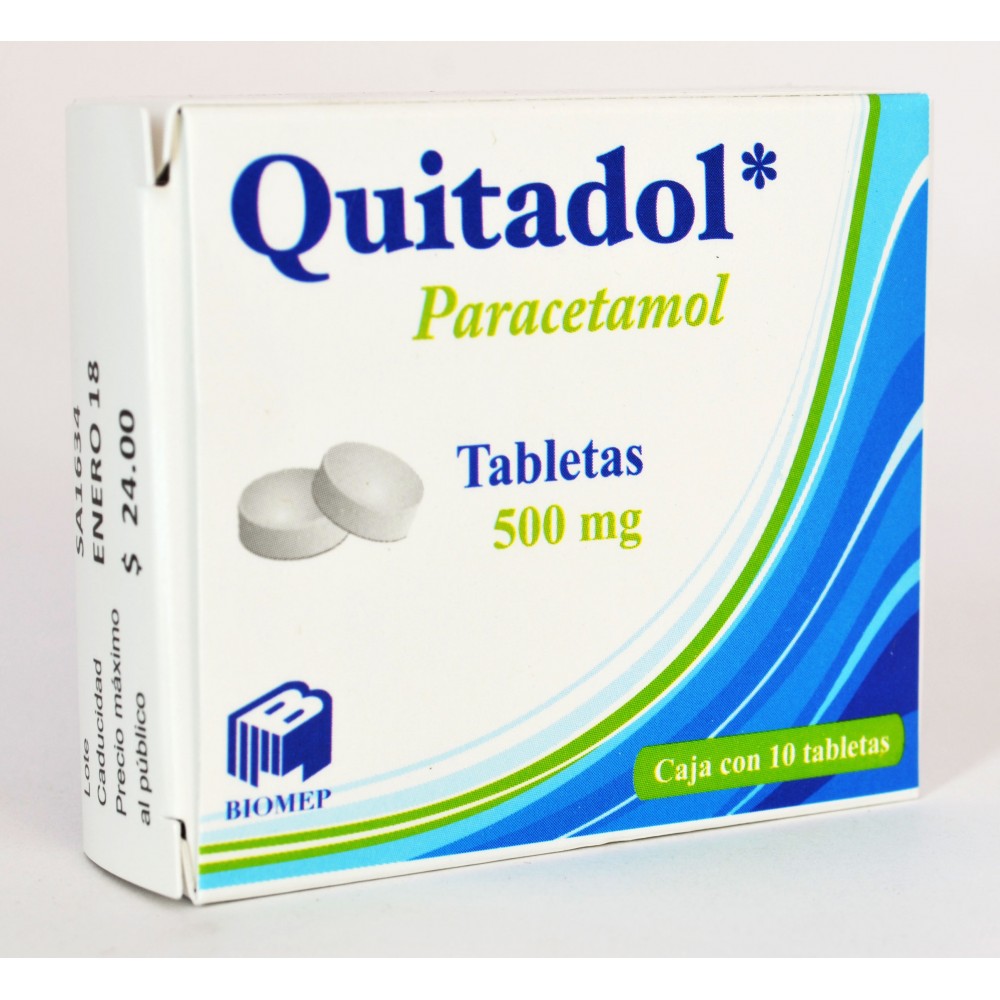 Quitadol*
Paracetamol
Tabletas
500 mg
BIOMEP
Caja con 10 tabletas
Lote SA1634
Caducidad ENERO 18
Precio máximo $ 24.00
al público